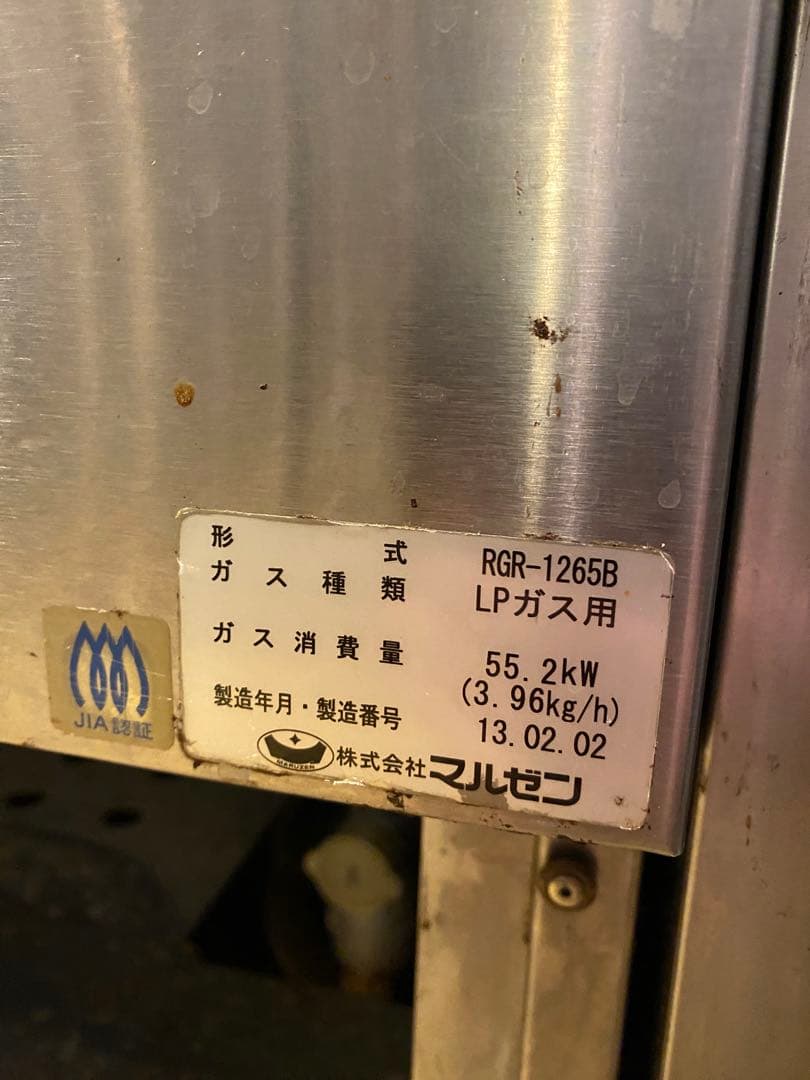 形式 RGR-1265B
ガス種類 LPガス用
ガス消費量 55.2kW
(3.96kg/h)
製造年月・製造番号 13.02.02
MARUZEN 株式会社マルゼン
JIA認証